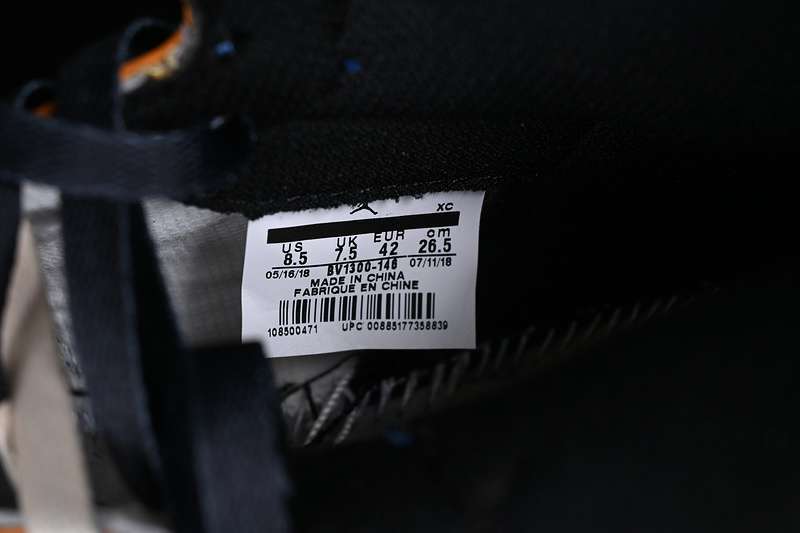 XC
US UK EUR cm
8.5 7.5 42 26.5
05/16/18 BV1300-146 07/11/18
MADE IN CHINA
FABRIQUE EN CHINE
108500471 UPC 00885177358839